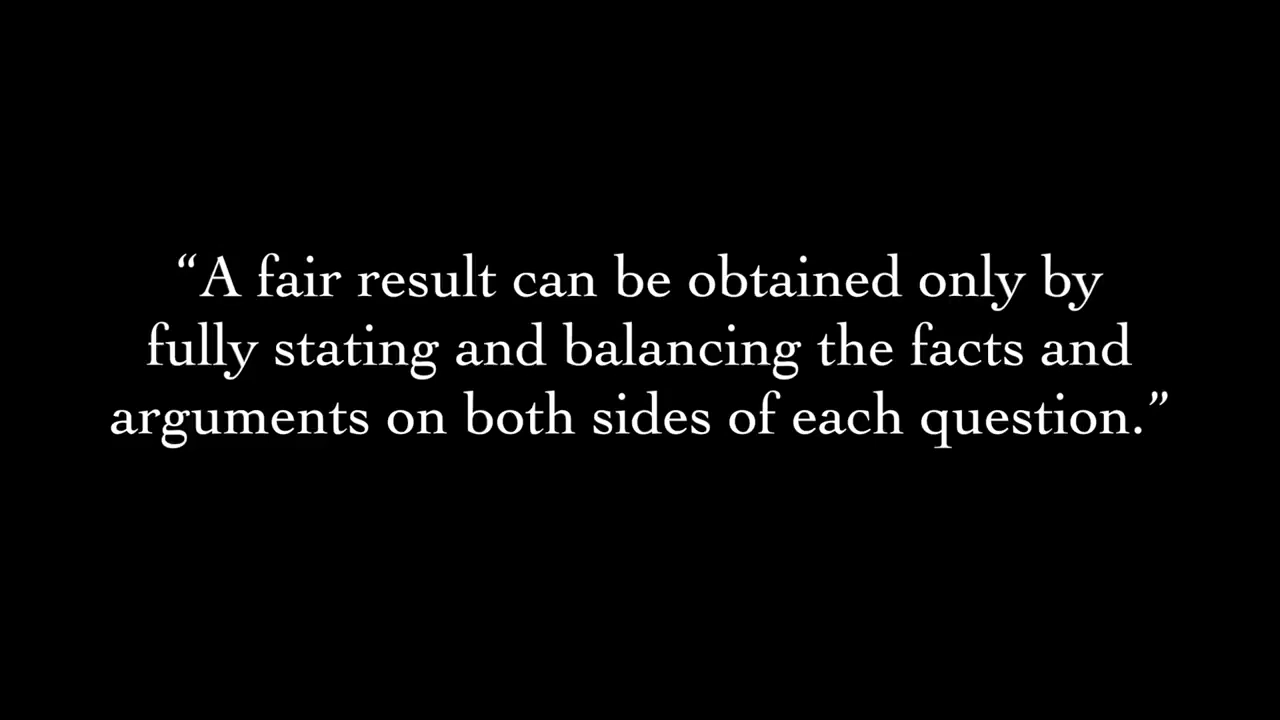 “A fair result can be obtained only by
fully stating and balancing the facts and
arguments on both sides of each question.”